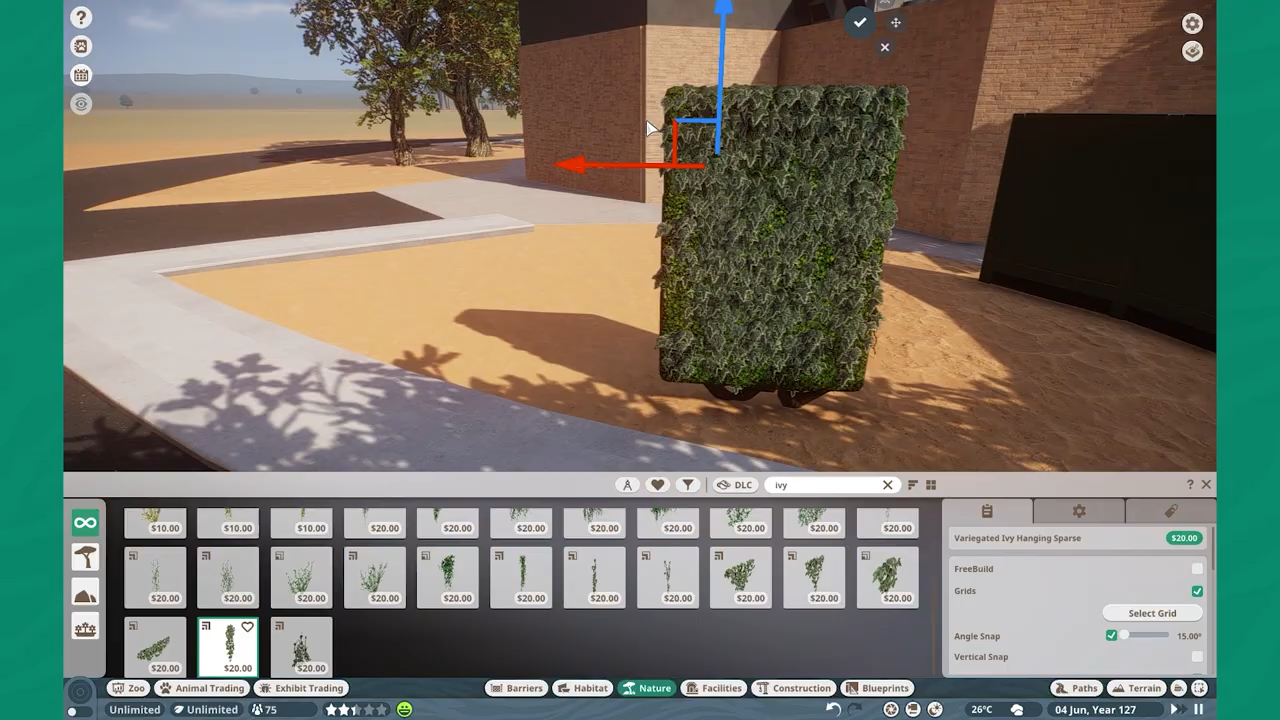 ?
DLC
ivy
?
$10.00 $10.00 $10.00 $20.00 $20.00 $20.00 $20.00 $20.00 $20.00 $20.00 $20.00
Variegated Ivy Hanging Sparse $20.00
FreeBuild
$20.00 $20.00 $20.00 $20.00 $20.00 $20.00 $20.00 $20.00 $20.00 $20.00 $20.00
Grids
Select Grid
Angle Snap 15.00°
Vertical Snap
$20.00 $20.00 $20.00
Zoo Animal Trading Exhibit Trading Barriers Habitat Nature Facilities Construction Blueprints Paths Terrain
Unlimited Unlimited 75 26°C 04 Jun, Year 127